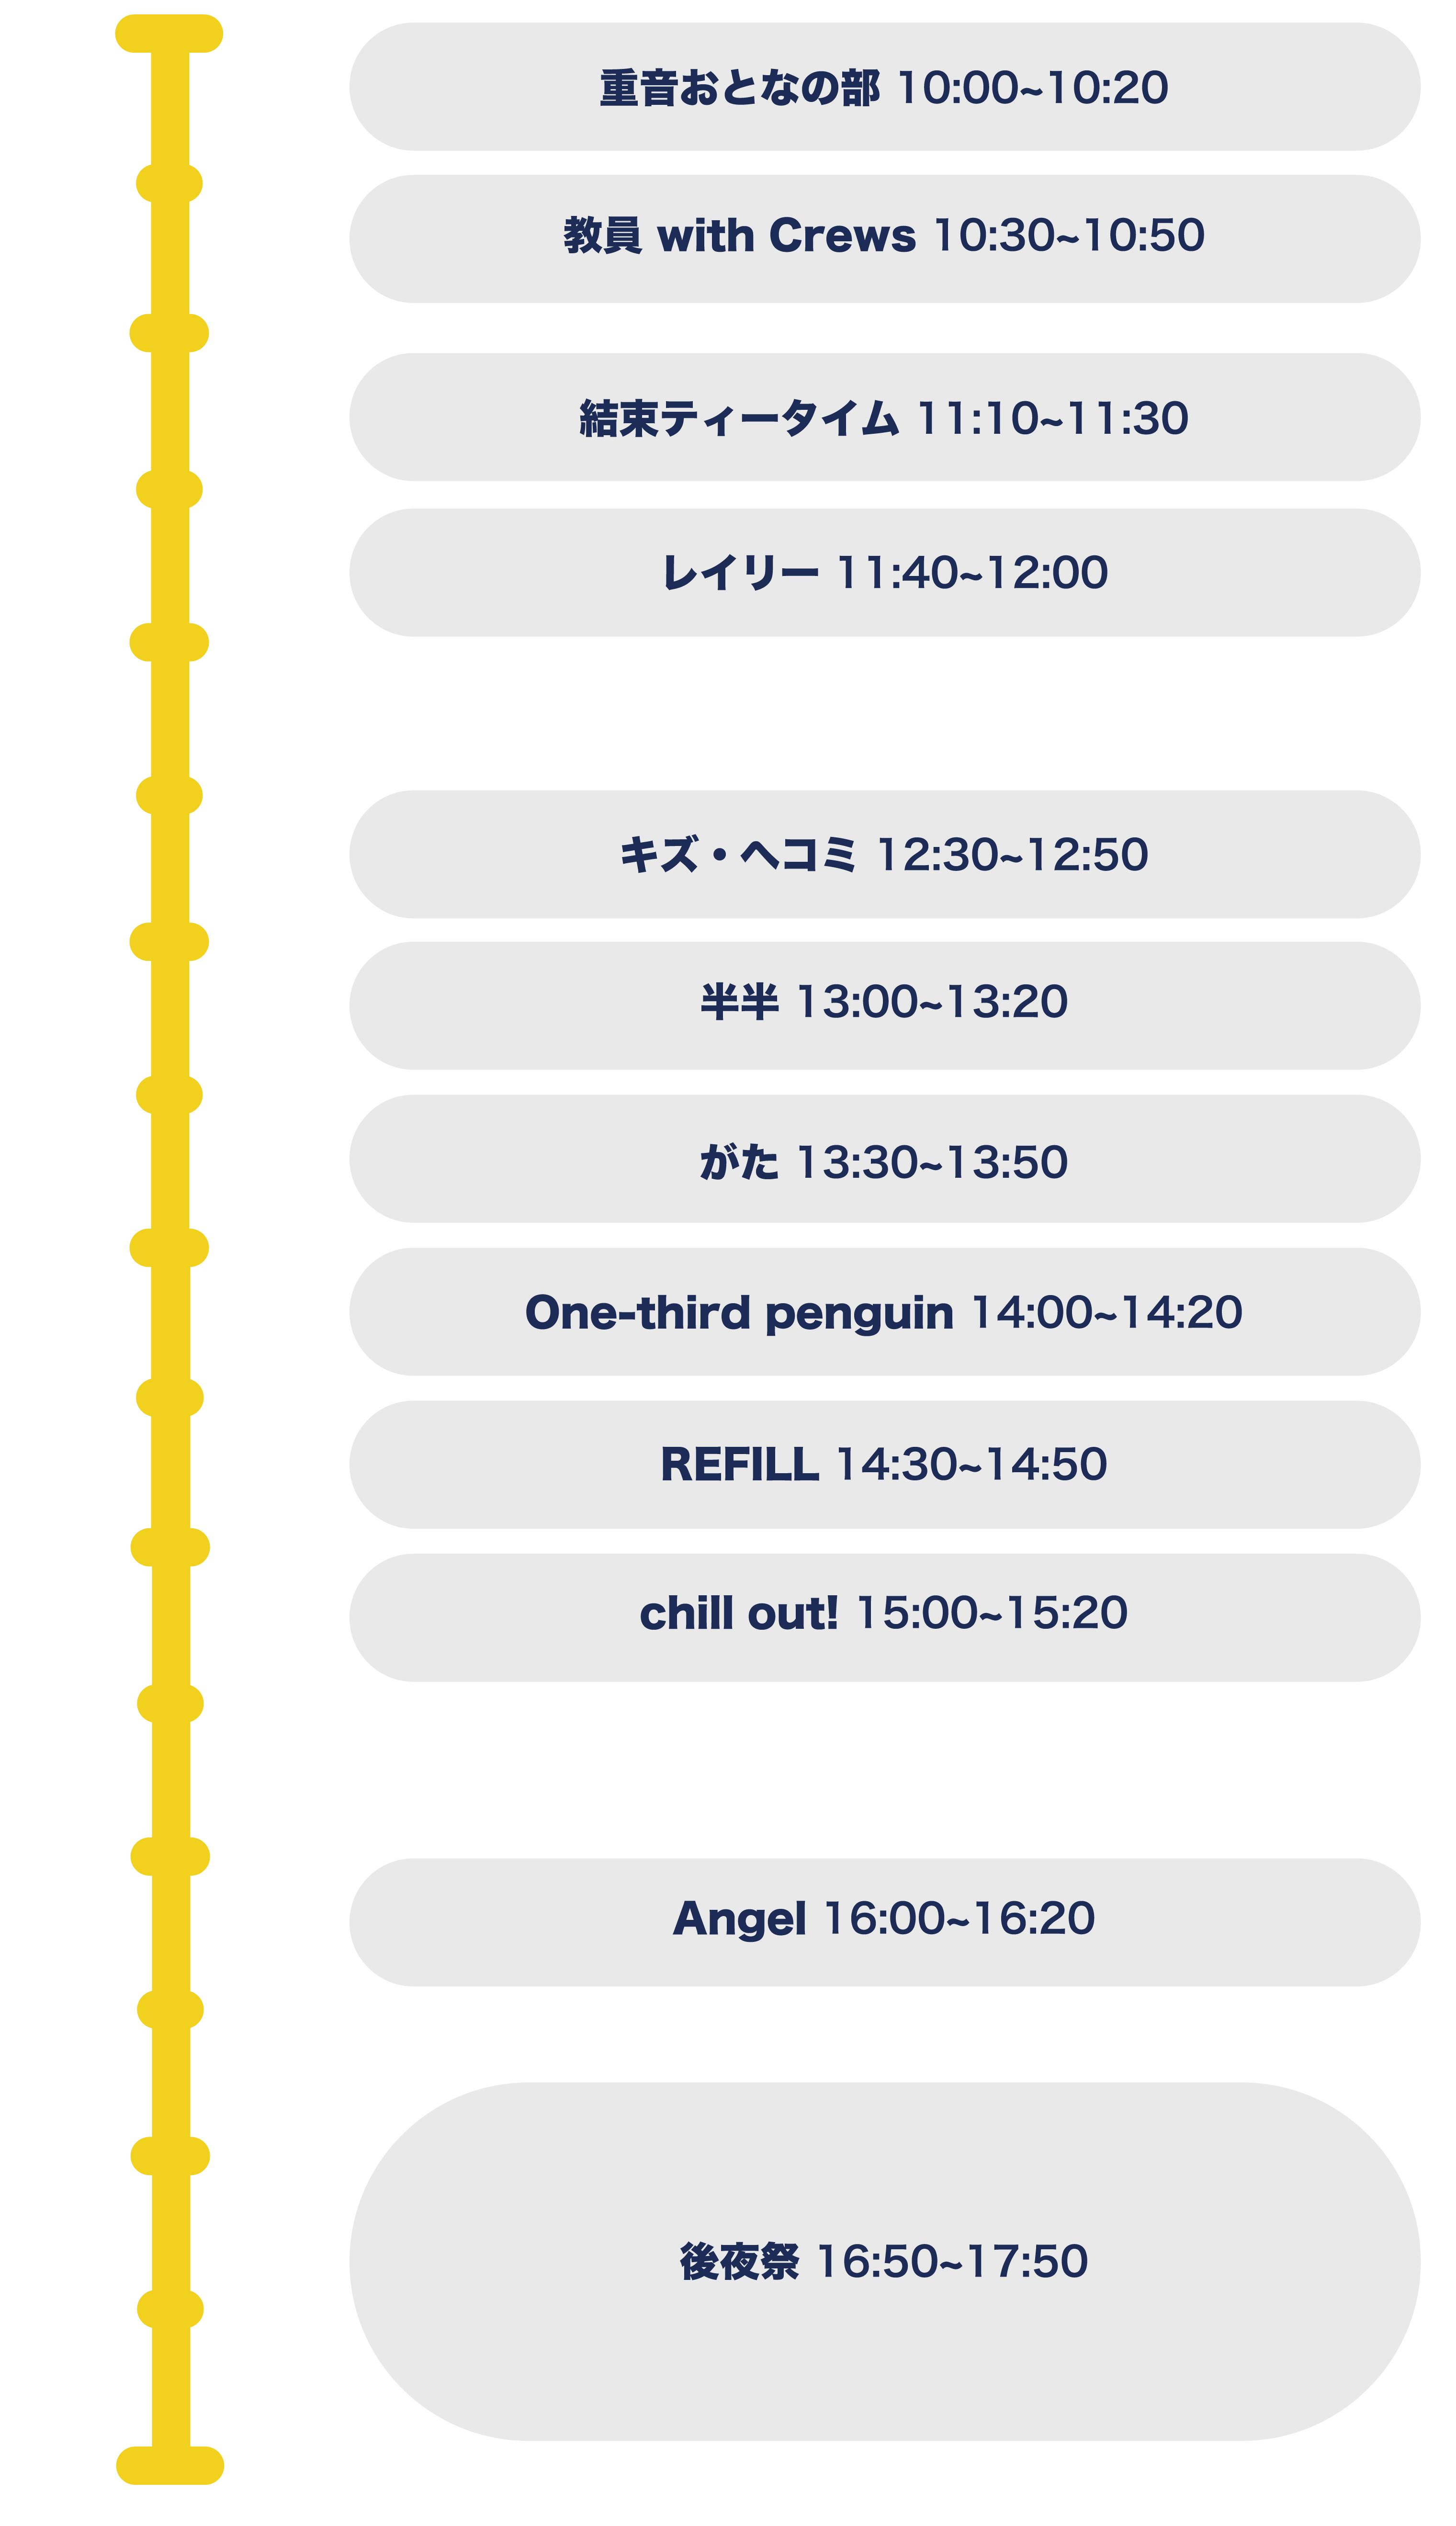 重音おとなの部 10:00~10:20
教員 with Crews 10:30~10:50
結束ティータイム 11:10~11:30
レイリー 11:40~12:00
キズ・ヘコミ 12:30~12:50
半半 13:00~13:20
がた 13:30~13:50
One-third penguin 14:00~14:20
REFILL 14:30~14:50
chill out! 15:00~15:20
Angel 16:00~16:20
後夜祭 16:50~17:50